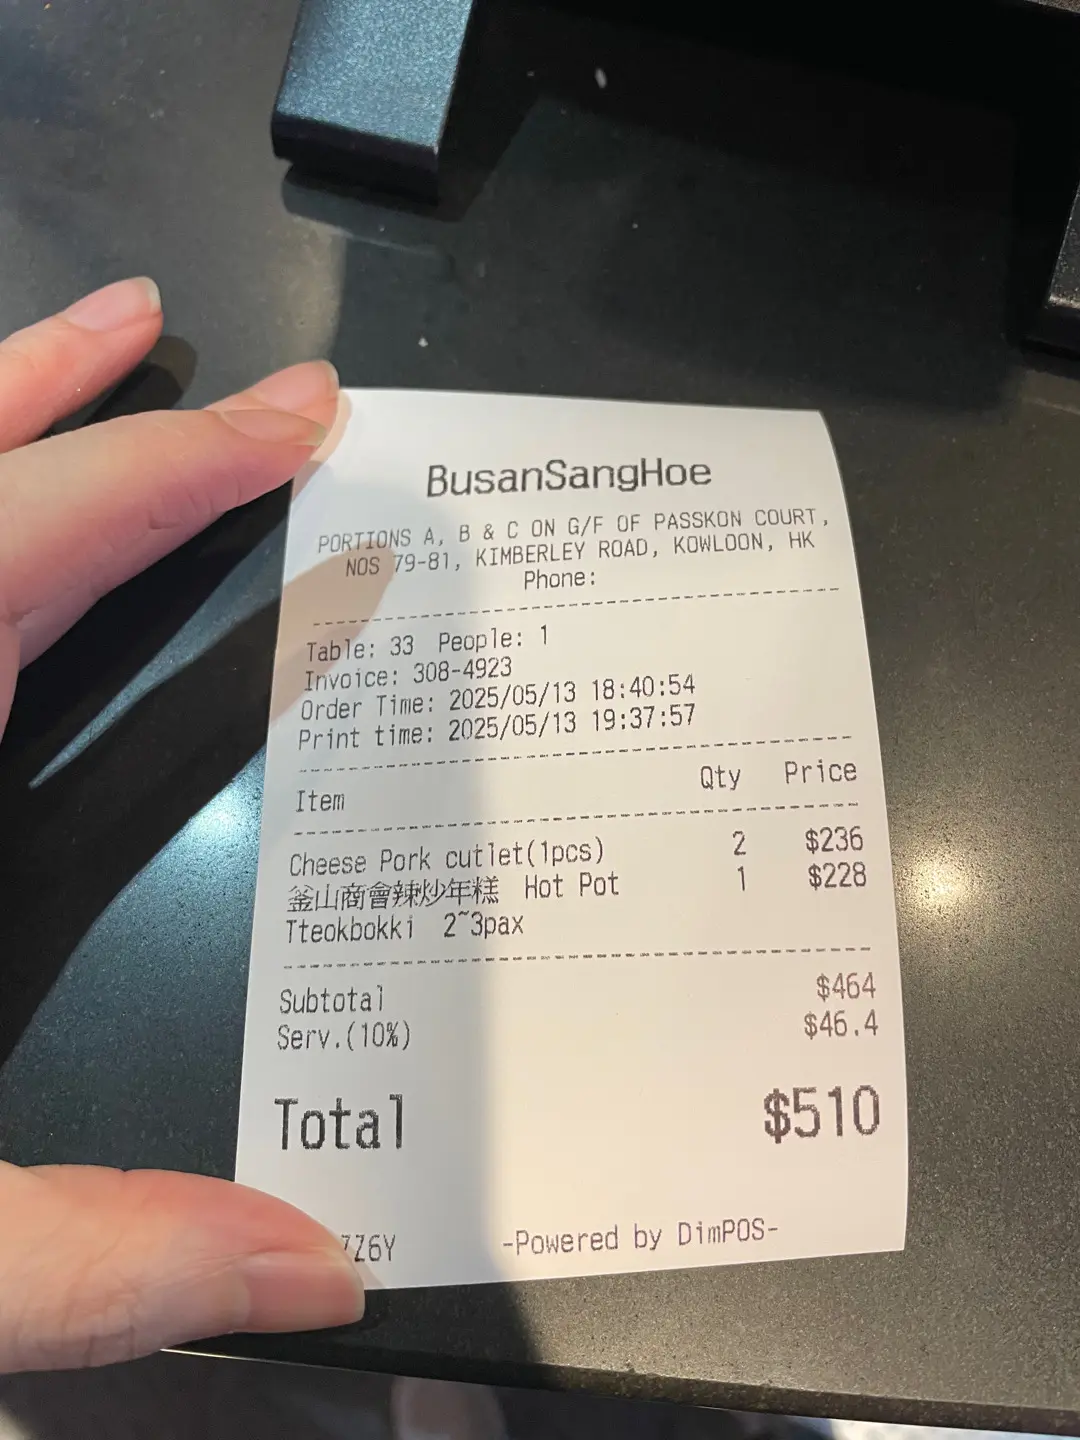 BusanSangHoe
PORTIONS A, B & C ON G/F OF PASSKON COURT,
NOS 79-81, KIMBERLEY ROAD, KOWLOON, HK
Phone:
Table: 33 People: 1
Invoice: 308-4923
Order Time: 2025/05/13 18:40:54
Print time: 2025/05/13 19:37:57
Item Qty Price
Cheese Pork cutlet(1pcs) 2 $236
釜山商會辣炒年糕 Hot Pot 1 $228
Tteokbokki 2~3pax
Subtotal $464
Serv.(10%) $46.4
Total $510
-Powered by DimPOS-